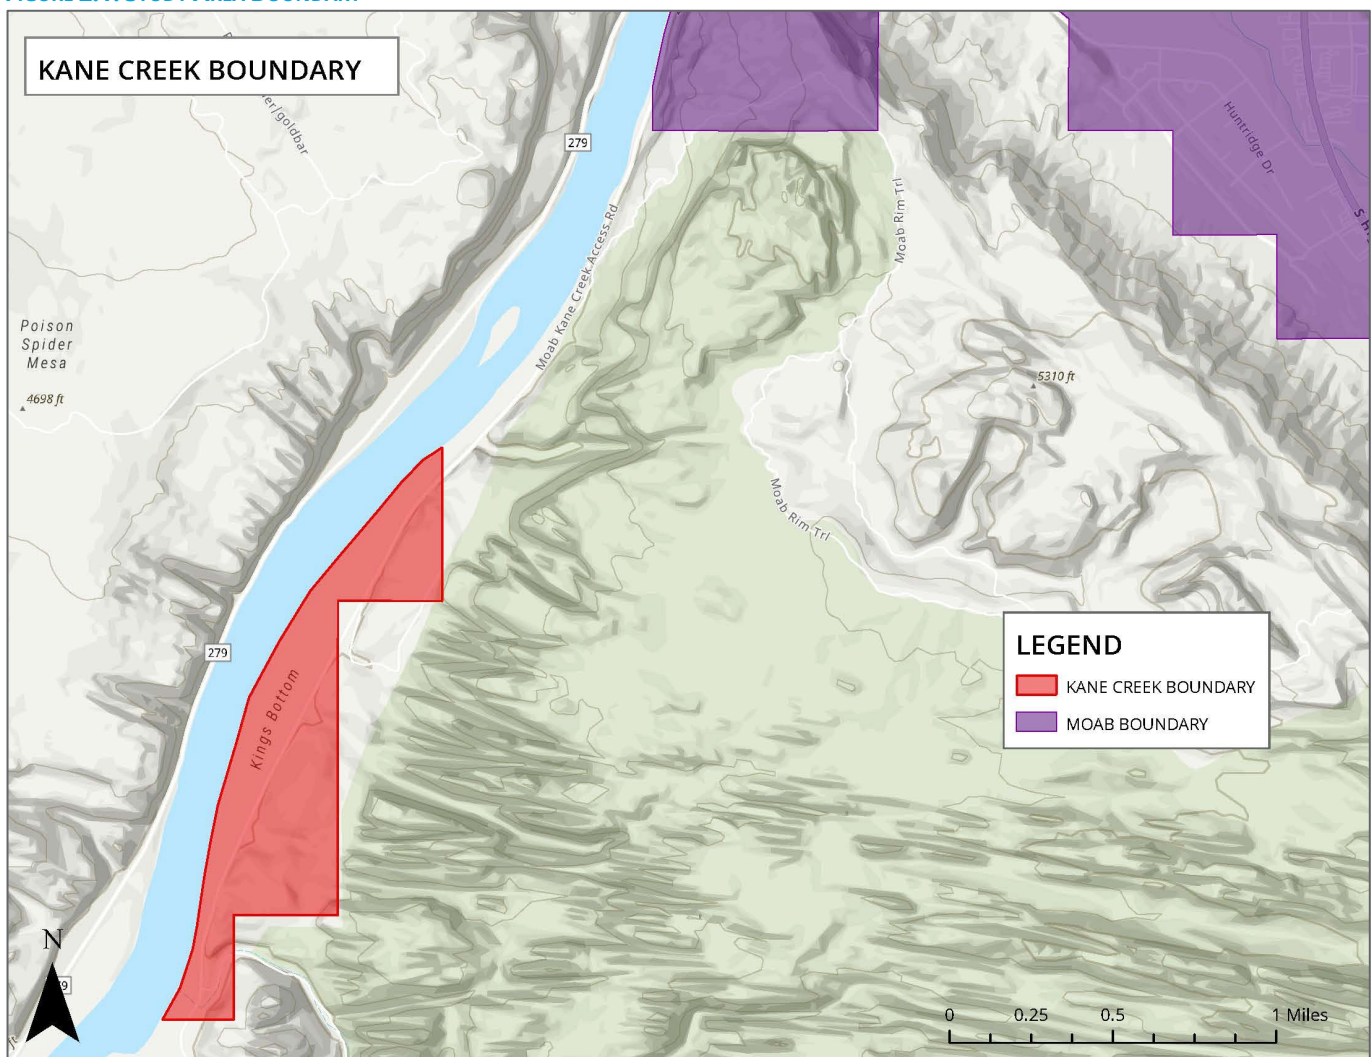 KANE CREEK BOUNDARY
er/goldbar
279
Huntridge Dr
Moab Rim Trl
Moab Kane Creek Access Rd
Poison
Spider
Mesa
4698 ft
5310 ft
Moab Rim Trl
279
Kings Bottom
LEGEND
KANE CREEK BOUNDARY
MOAB BOUNDARY
N
0 0.25 0.5 1 Miles